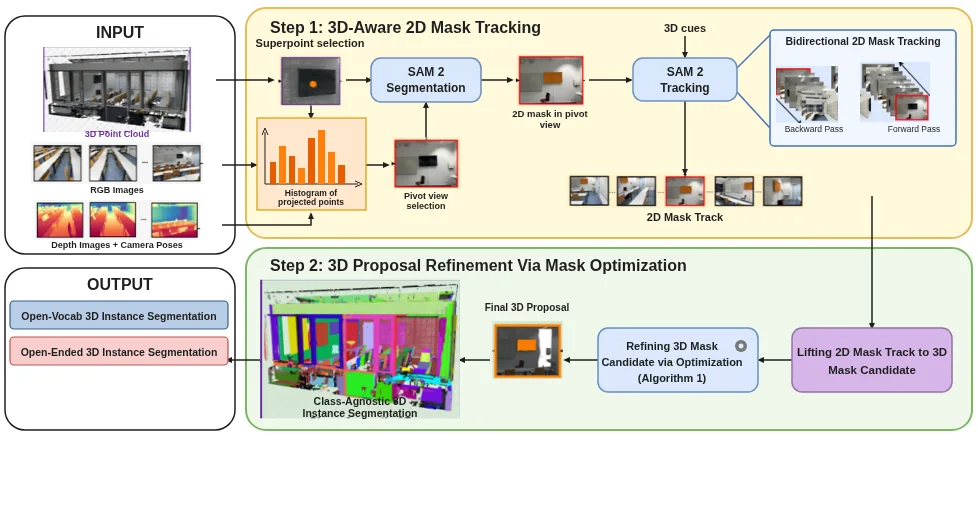 INPUT
3D Point Cloud
RGB Images
Depth Images + Camera Poses
OUTPUT
Open-Vocab 3D Instance Segmentation
Open-Ended 3D Instance Segmentation
Step 1: 3D-Aware 2D Mask Tracking
Superpoint selection
SAM 2
Segmentation
2D mask in pivot
view
Histogram of
projected points
Pivot view
selection
3D cues
SAM 2
Tracking
Bidirectional 2D Mask Tracking
Backward Pass
Forward Pass
2D Mask Track
Step 2: 3D Proposal Refinement Via Mask Optimization
Class-Agnostic 3D
Instance Segmentation
Final 3D Proposal
Refining 3D Mask
Candidate via Optimization
(Algorithm 1)
Lifting 2D Mask Track to 3D
Mask Candidate